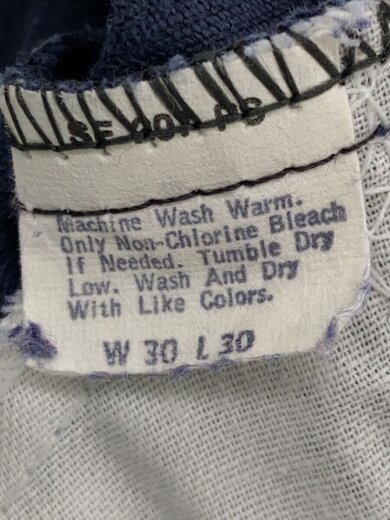 Machine Wash Warm.
Only Non-Chlorine Bleach
If Needed. Tumble Dry
Low. Wash And Dry
With Like Colors.
W 30 L 30